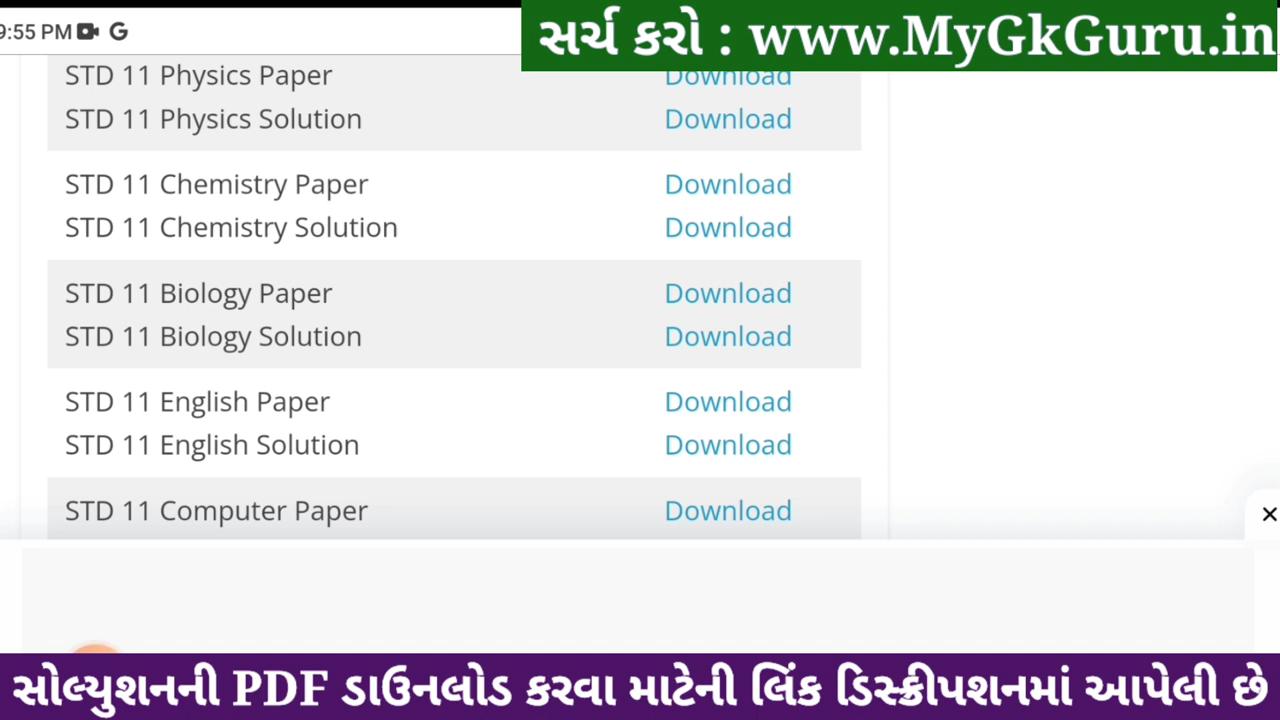 9:55 PM G
સર્ચ કરો : www.MyGkGuru.in
STD 11 Physics Paper Download
STD 11 Physics Solution Download
STD 11 Chemistry Paper Download
STD 11 Chemistry Solution Download
STD 11 Biology Paper Download
STD 11 Biology Solution Download
STD 11 English Paper Download
STD 11 English Solution Download
STD 11 Computer Paper Download
સોલ્યુશનની PDF ડાઉનલોડ કરવા માટેની લિંક ડિસ્ક્રીપશનમાં આપેલી છે